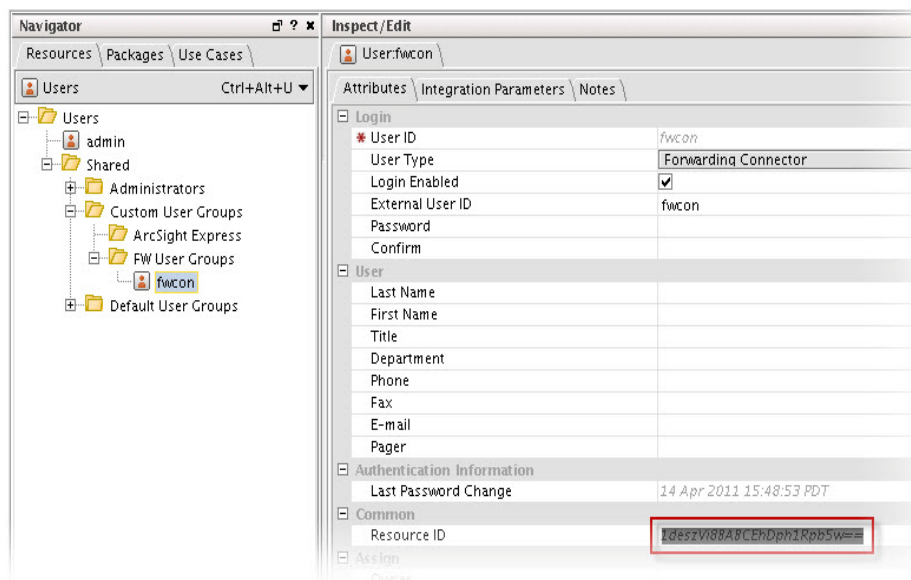 Navigator
Resources Packages Use Cases
Users Ctrl+Alt+U
Users
admin
Shared
Administrators
Custom User Groups
ArcSight Express
FW User Groups
fwcon
Default User Groups
Inspect/Edit
User:fwcon
Attributes Integration Parameters Notes
Login
User ID fwcon
User Type Forwarding Connector
Login Enabled
External User ID fwcon
Password
Confirm
User
Last Name
First Name
Title
Department
Phone
Fax
E-mail
Pager
Authentication Information
Last Password Change 14 Apr 2011 15:48:53 PDT
Common
Resource ID 1deszVi88A8CEhDph1Rpb5w==
Assign
Owner